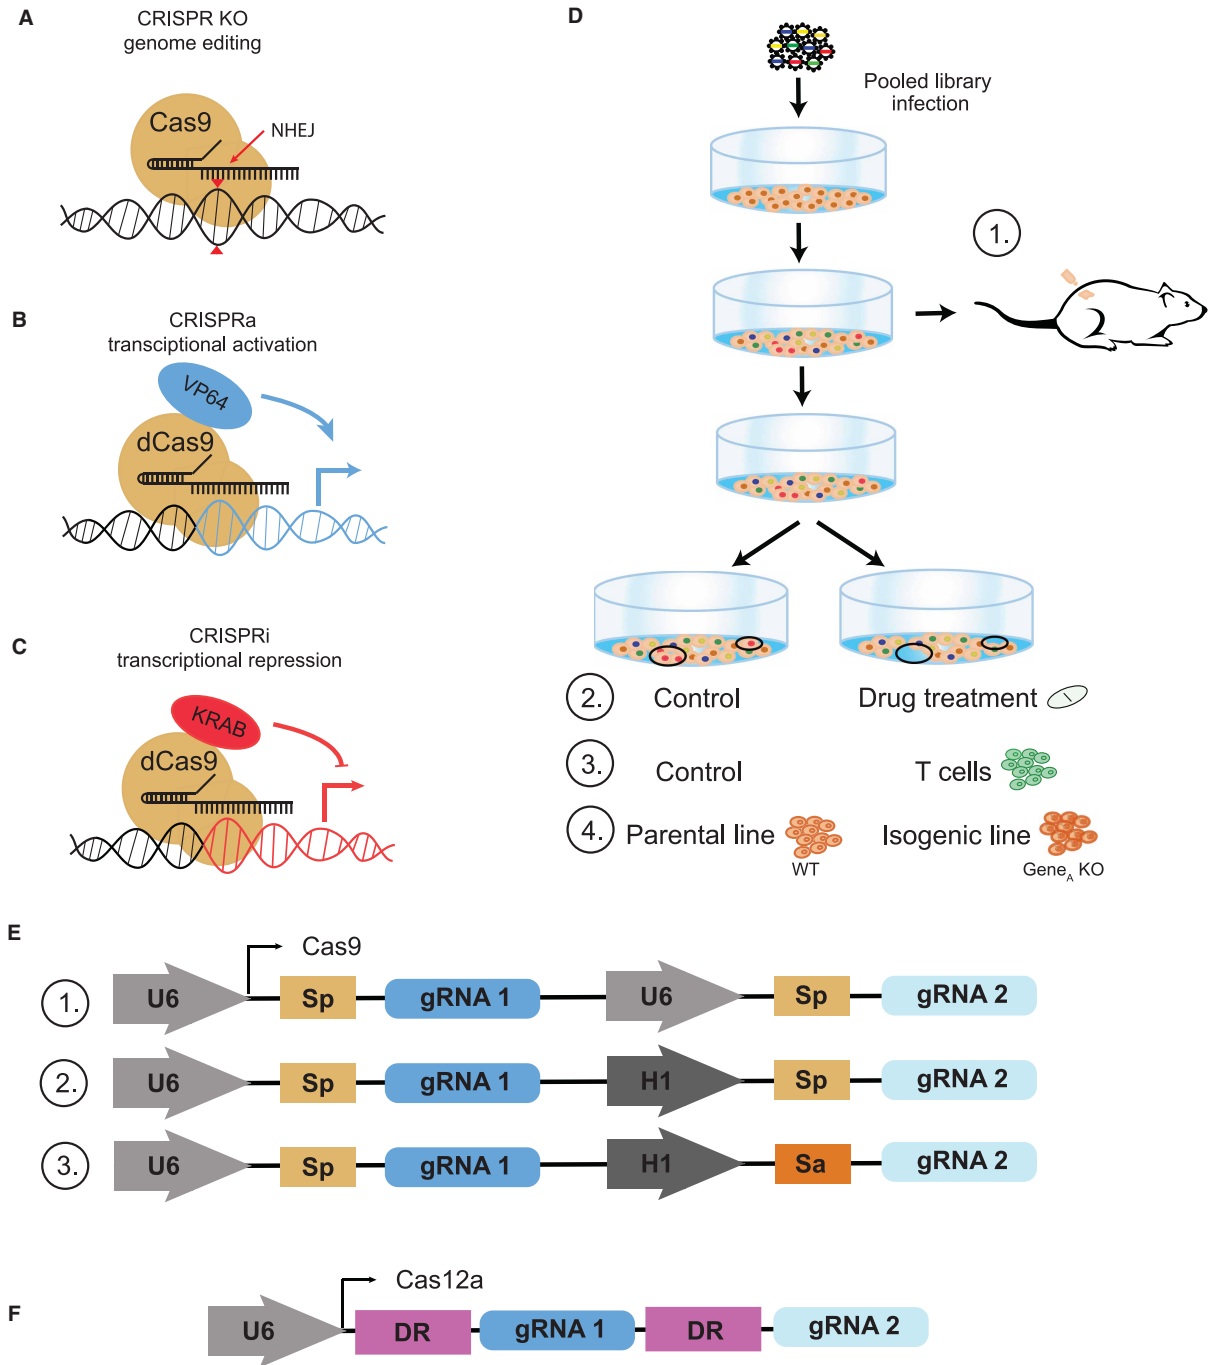 A
CRISPR KO
genome editing
Cas9
NHEJ
B
CRISPRa
transciptional activation
VP64
dCas9
C
CRISPRi
transcriptional repression
KRAB
dCas9
D
Pooled library
infection
1.
2. Control Drug treatment
3. Control T cells
4. Parental line Isogenic line
WT Gene_A KO
E
Cas9
1. U6 Sp gRNA 1 U6 Sp gRNA 2
2. U6 Sp gRNA 1 H1 Sp gRNA 2
3. U6 Sp gRNA 1 H1 Sa gRNA 2
F
Cas12a
U6 DR gRNA 1 DR gRNA 2